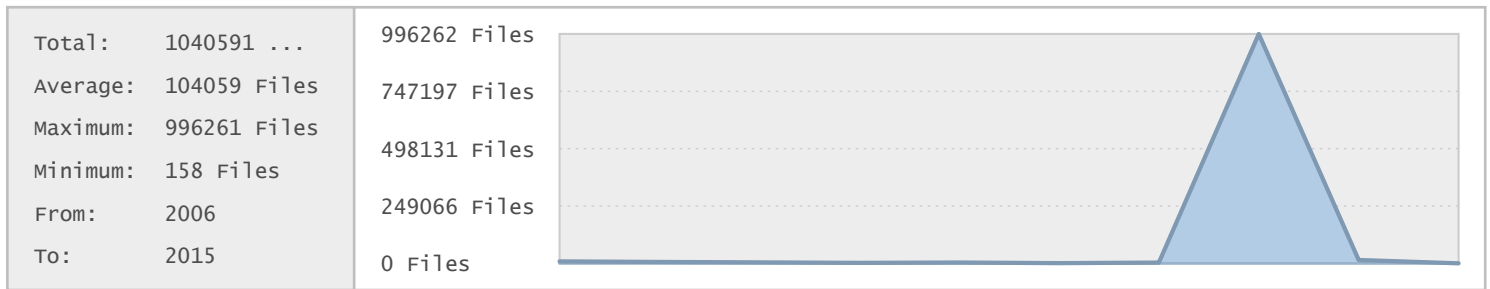 Total: 1040591 ...
Average: 104059 Files
Maximum: 996261 Files
Minimum: 158 Files
From: 2006
To: 2015
996262 Files
747197 Files
498131 Files
249066 Files
0 Files